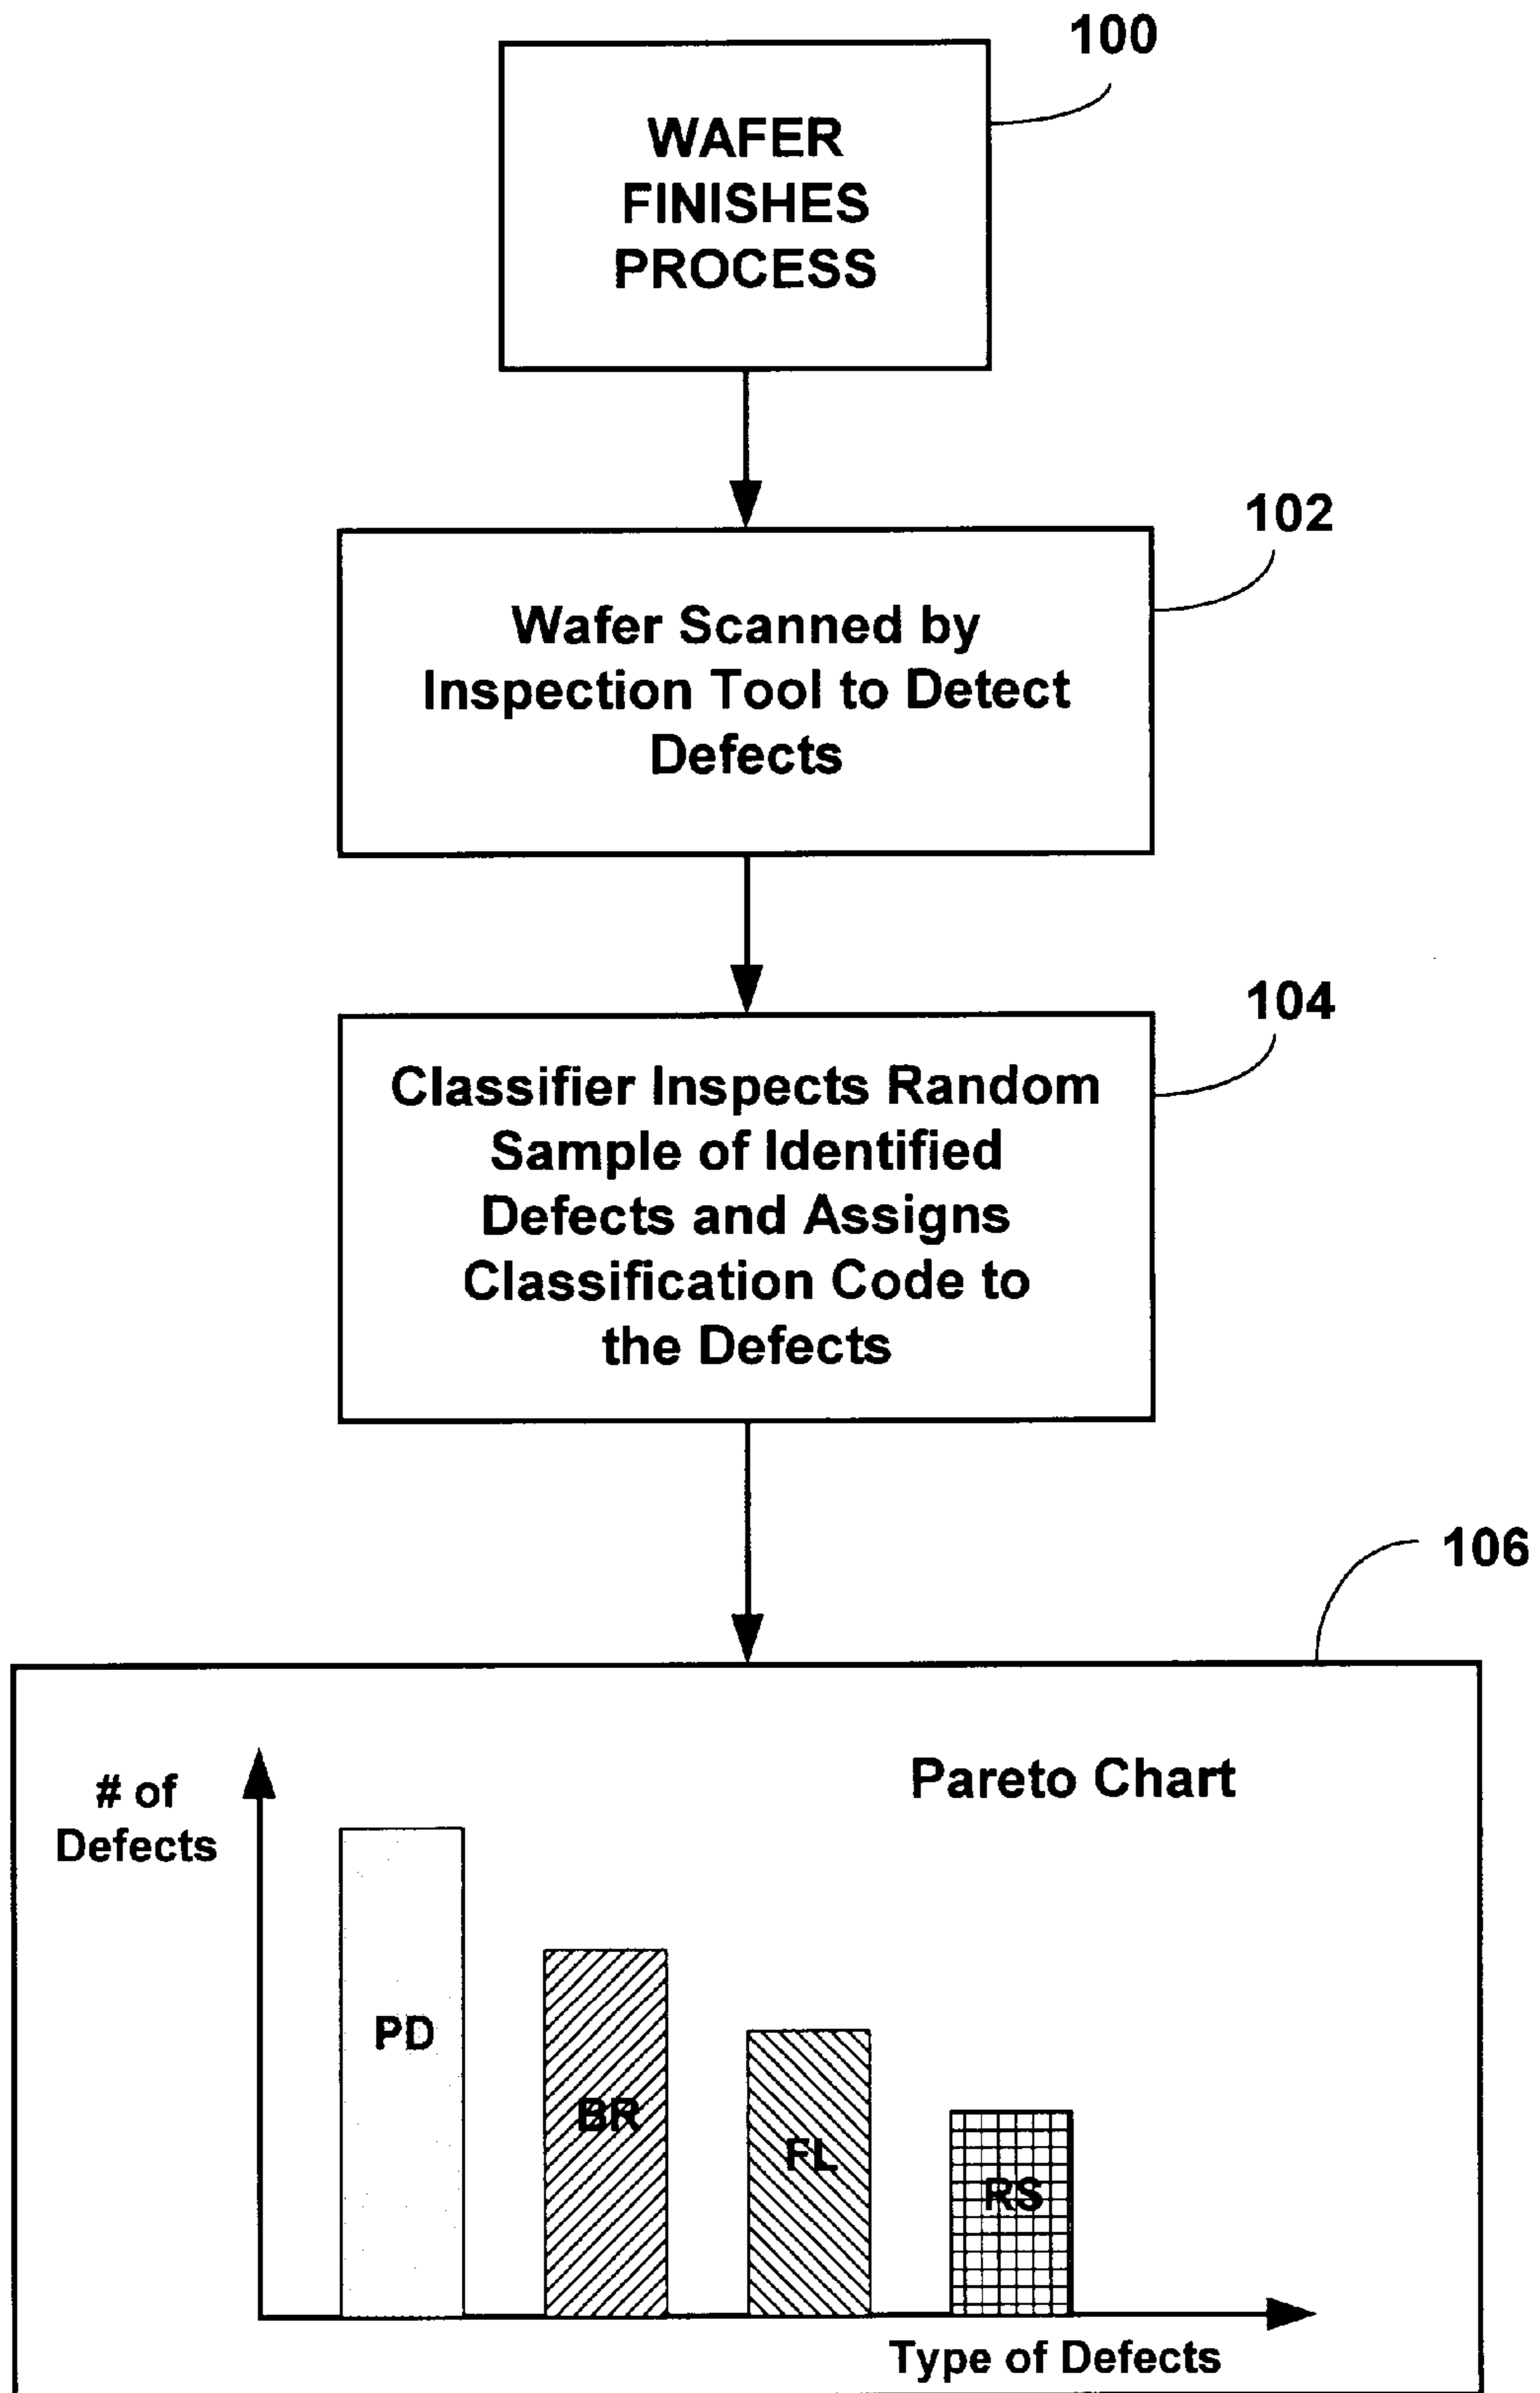 100
WAFER
FINISHES
PROCESS
102
Wafer Scanned by
Inspection Tool to Detect
Defects
104
Classifier Inspects Random
Sample of Identified
Defects and Assigns
Classification Code to
the Defects
106
Pareto Chart
# of
Defects
PD
BR
FL
RS
Type of Defects